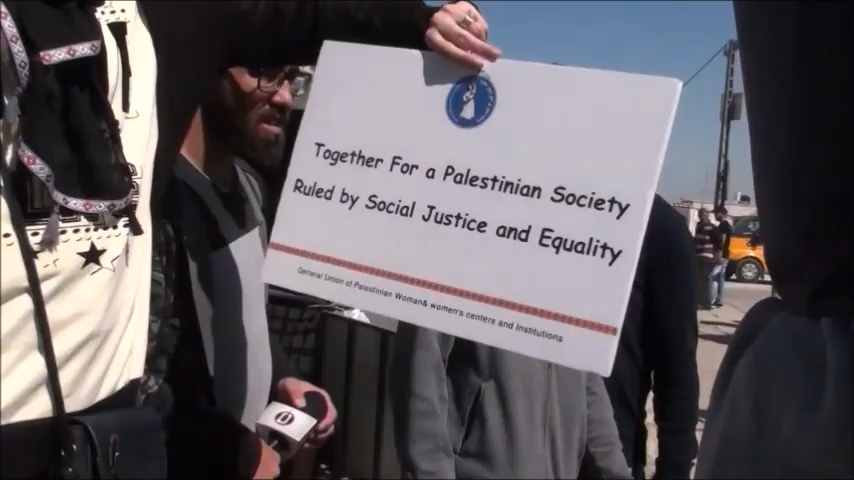 Together For a Palestinian Society
Ruled by Social Justice and Equality
General Union of Palestinian Woman& women's centers and Institutions